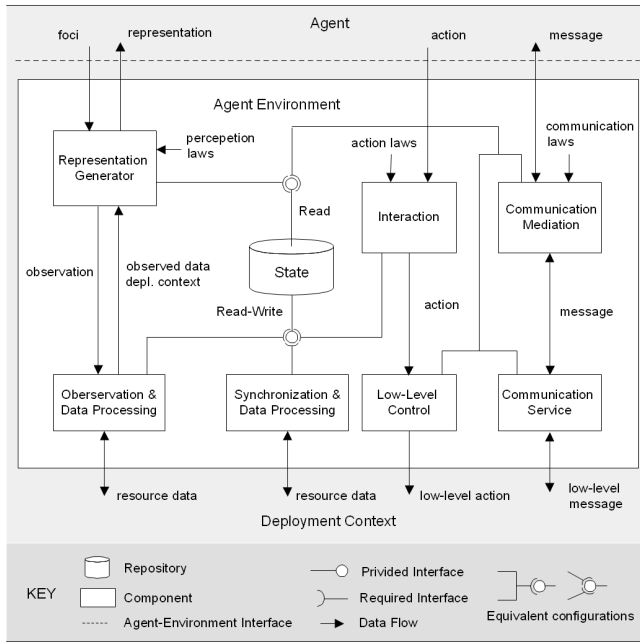 Agent
foci
representation
action
message
Agent Environment
Representation
Generator
percepetion
laws
action laws
communication
laws
Read
Interaction
Communication
Mediation
State
observation
observed data
depl. context
Read-Write
action
message
Oberservation &
Data Processing
Synchronization &
Data Processing
Low-Level
Control
Communication
Service
resource data
resource data
low-level action
low-level
message
Deployment Context
KEY
Repository
Component
Agent-Environment Interface
Privided Interface
Required Interface
Data Flow
Equivalent configurations